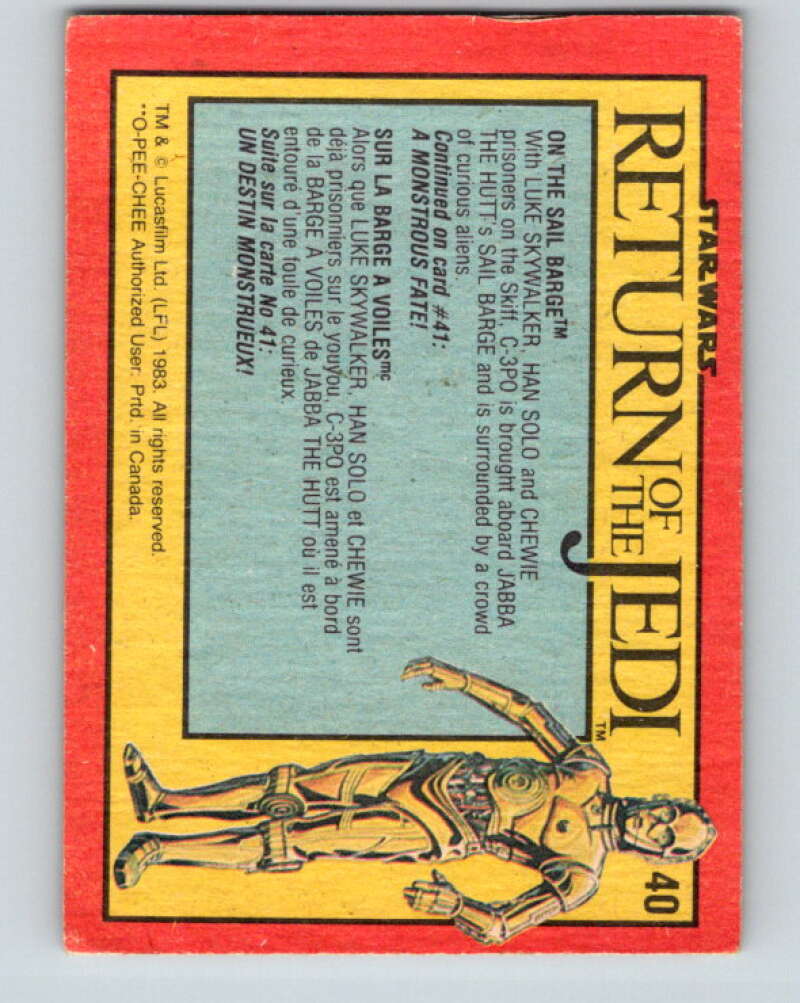 STAR WARS
RETURN OF THE JEDI™
40
ON THE SAIL BARGE™
With LUKE SKYWALKER, HAN SOLO and CHEWIE
prisoners on the Skiff, C-3PO is brought aboard JABBA
THE HUTT's SAIL BARGE and is surrounded by a crowd
of curious aliens.
Continued on card #41:
A MONSTROUS FATE!
SUR LA BARGE A VOILESmc
Alors que LUKE SKYWALKER, HAN SOLO et CHEWIE sont
déjà prisonniers sur le youyou, C-3PO est amené à bord
de la BARGE A VOILES de JABBA THE HUTT où il est
entouré d'une foule de curieux.
Suite sur la carte No 41:
UN DESTIN MONSTRUEUX!
TM & © Lucasfilm Ltd. (LFL) 1983. All rights reserved.
**O-PEE-CHEE Authorized User. Prtd. in Canada.